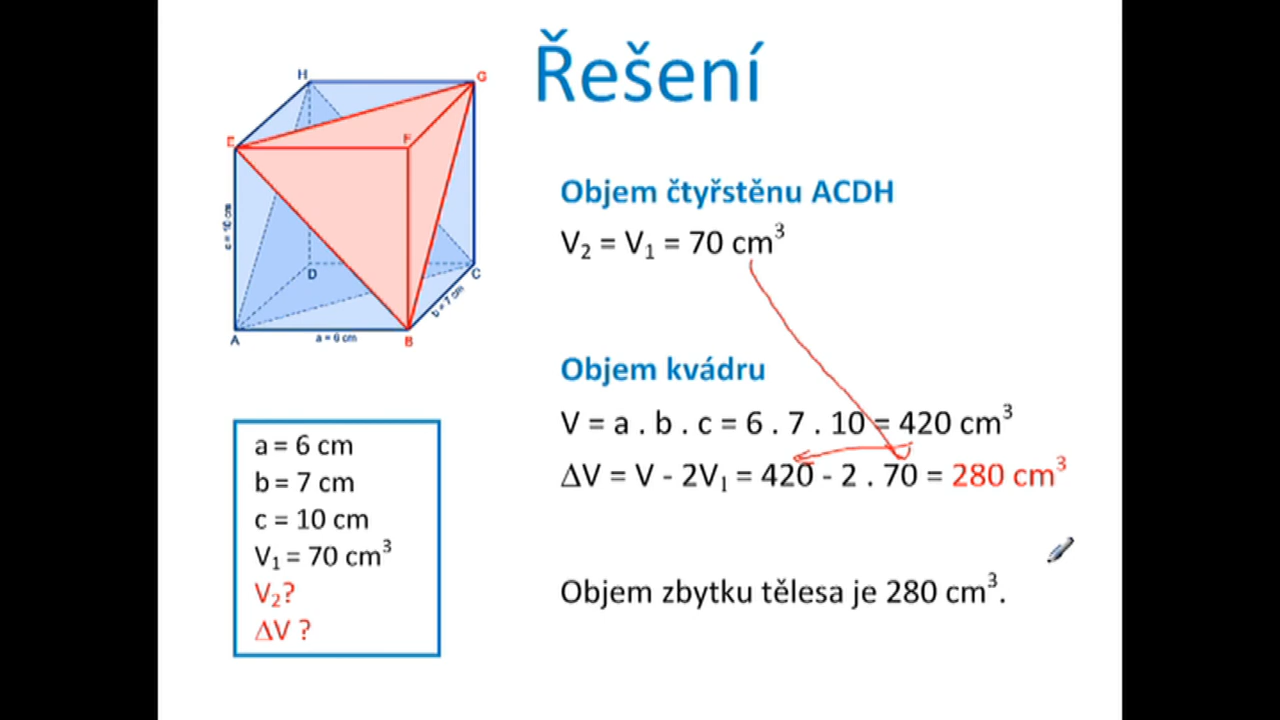 Řešení
H
G
E
F
D
C
A
B
c = 10 cm
a = 6 cm
b = 7 cm
Objem čtyřstěnu ACDH
V₂ = V₁ = 70 cm³
Objem kvádru
V = a . b . c = 6 . 7 . 10 = 420 cm³
∆V = V - 2V₁ = 420 - 2 . 70 = 280 cm³
Objem zbytku tělesa je 280 cm³.
a = 6 cm
b = 7 cm
c = 10 cm
V₁ = 70 cm³
V₂?
∆V ?